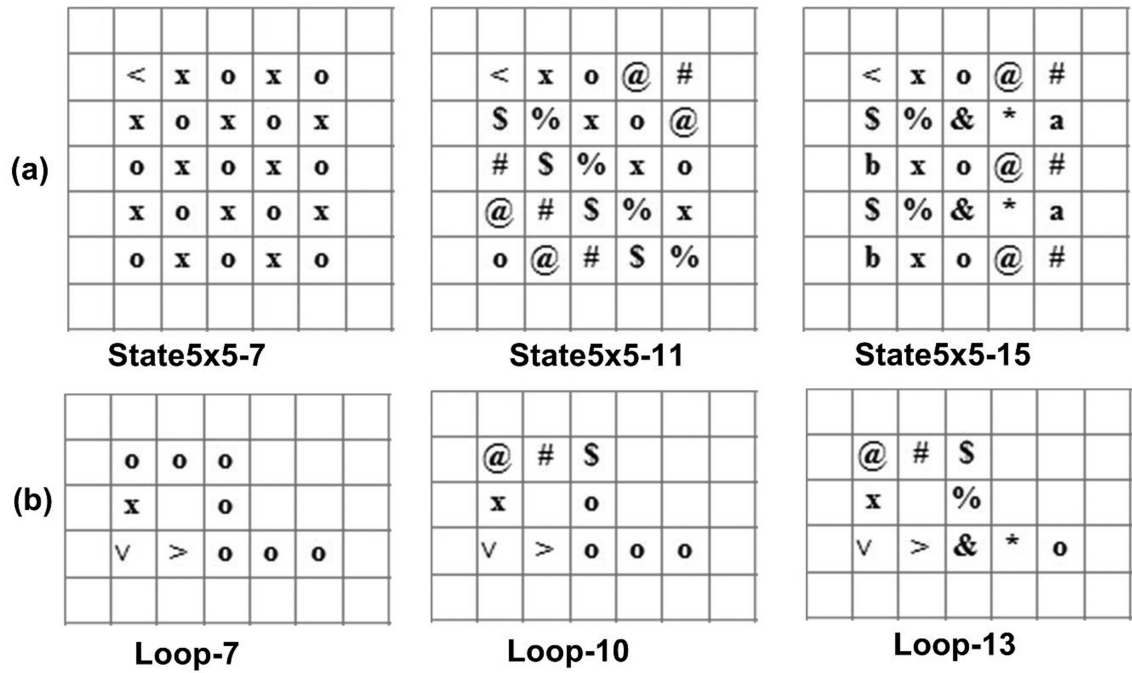 < x o x o
x o x o x
o x o x o
x o x o x
o x o x o
< x o @ #
$ % x o @
# $ % x o
@ # $ % x
o @ # $ %
< x o @ #
$ % & * a
b x o @ #
$ % & * a
b x o @ #
(a)
State5x5-7
State5x5-11
State5x5-15
o o o
x o
v > o o o
@ # $
x o
v > o o o
@ # $
x %
v > & * o
(b)
Loop-7
Loop-10
Loop-13